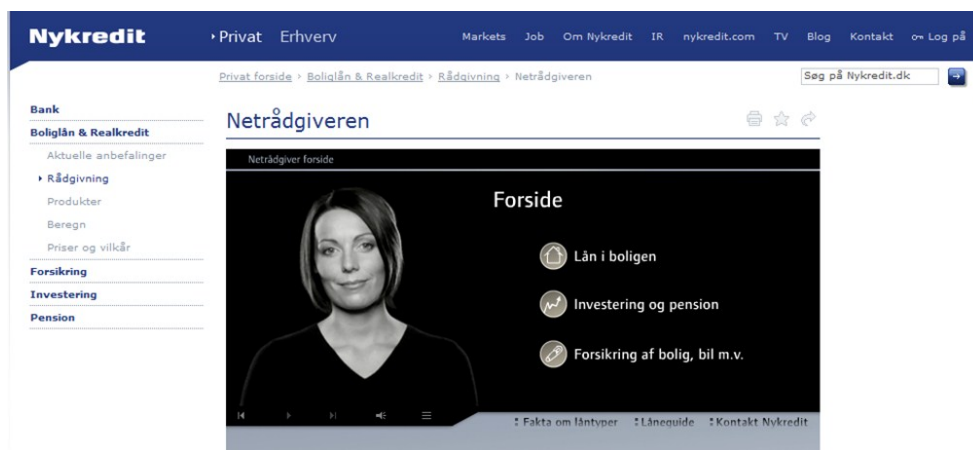 Nykredit
Privat Erhverv Markets Job Om Nykredit IR nykredit.com TV Blog Kontakt Log på
Privat forside › Boliglån & Realkredit › Rådgivning › Netrådgiveren
Søg på Nykredit.dk
Bank
Boliglån & Realkredit
Aktuelle anbefalinger
Rådgivning
Produkter
Beregn
Priser og vilkår
Forsikring
Investering
Pension
Netrådgiveren
Netrådgiver forside
Forside
Lån i boligen
Investering og pension
Forsikring af bolig, bil m.v.
Fakta om låntyper Låneguide Kontakt Nykredit